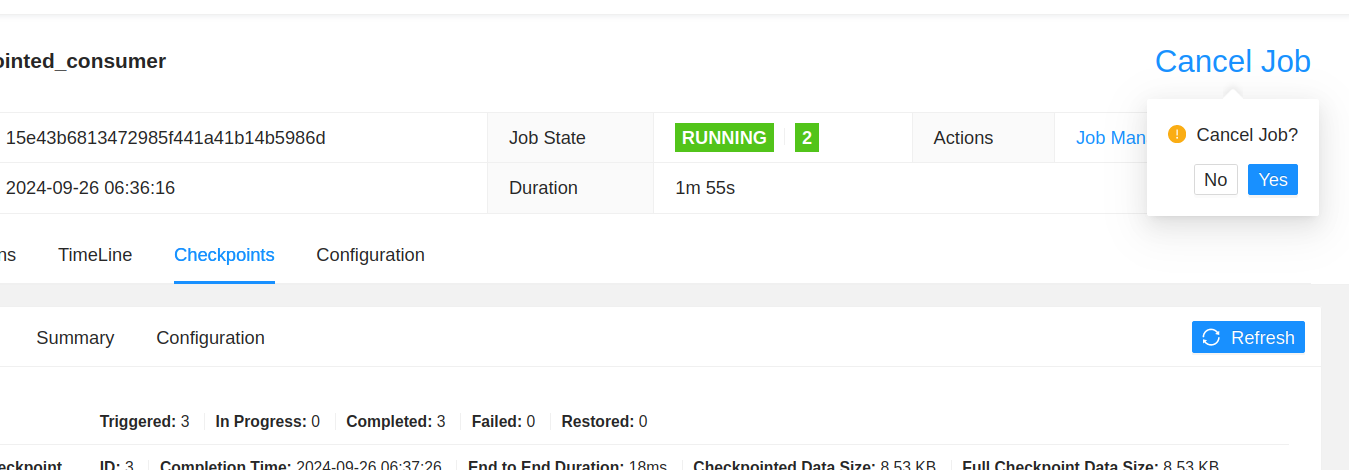 ointed_consumer
Cancel Job
15e43b6813472985f441a41b14b5986d Job State RUNNING 2 Actions Job Man
Cancel Job?
2024-09-26 06:36:16 Duration 1m 55s
No Yes
ns TimeLine Checkpoints Configuration
Summary Configuration Refresh
Triggered: 3 In Progress: 0 Completed: 3 Failed: 0 Restored: 0
eckpoint ID: 3 Completion Time: 2024-09-26 06:37:26 End to End Duration: 18ms Checkpointed Data Size: 8.53 KB Full Checkpoint Data Size: 8.53 KB